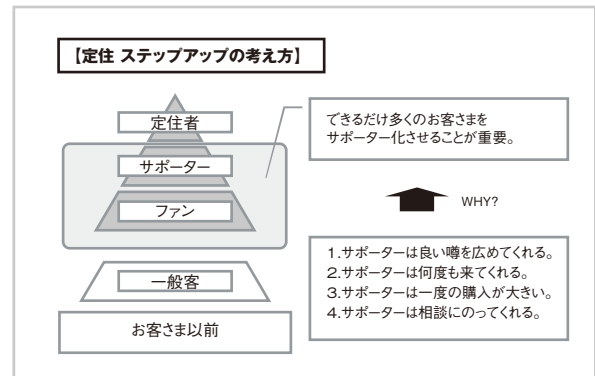 【定住 ステップアップの考え方】
定住者
サポーター
ファン
一般客
お客さま以前
できるだけ多くのお客さまを
サポーター化させることが重要。
WHY?
1.サポーターは良い噂を広めてくれる。
2.サポーターは何度も来てくれる。
3.サポーターは一度の購入が大きい。
4.サポーターは相談にのってくれる。